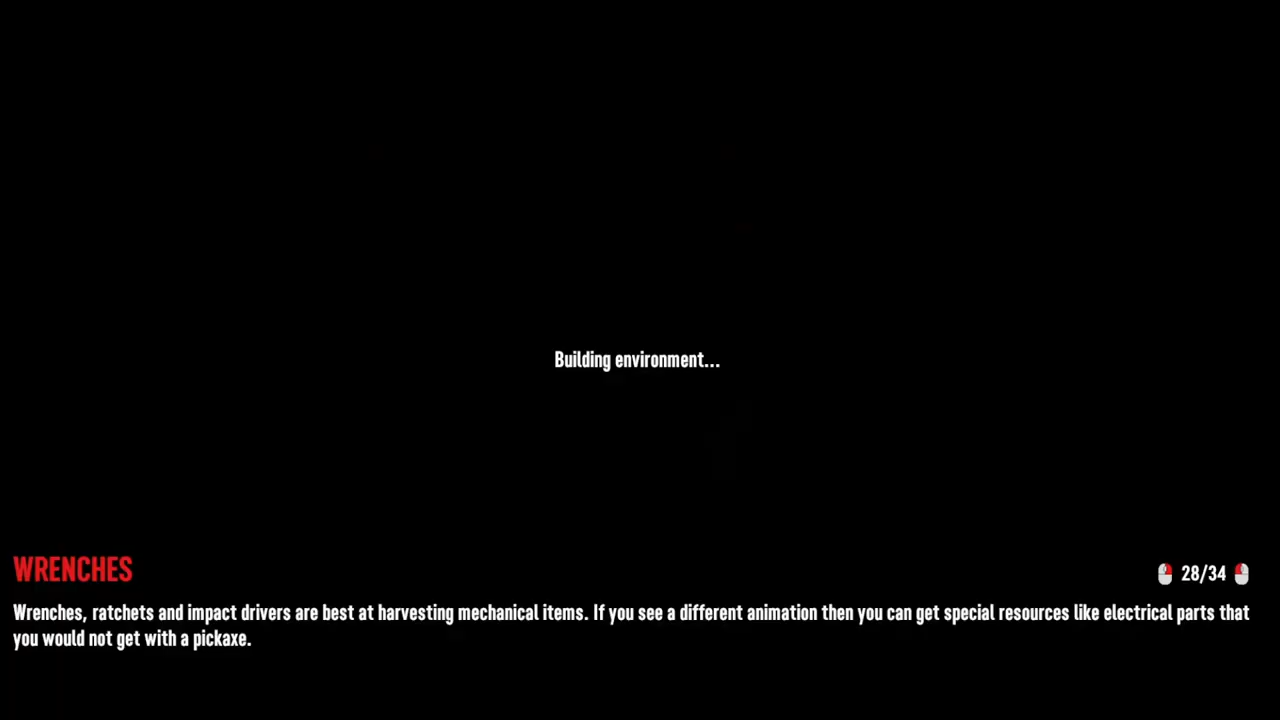 Building environment...
WRENCHES
28/34
Wrenches, ratchets and impact drivers are best at harvesting mechanical items. If you see a different animation then you can get special resources like electrical parts that
you would not get with a pickaxe.